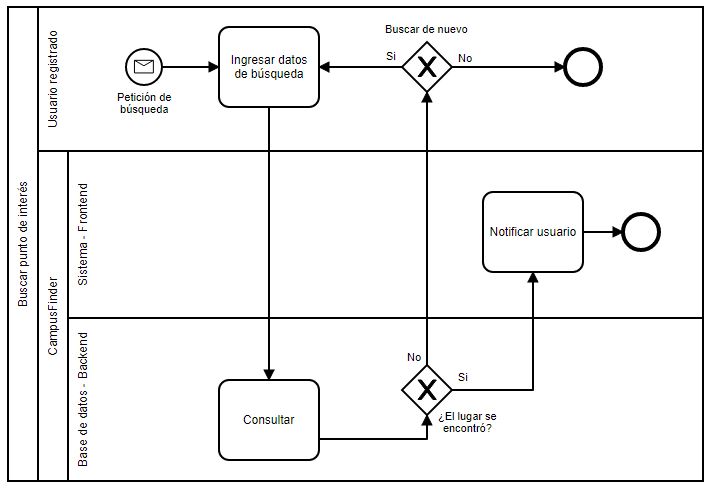 Buscar punto de interés
Usuario registrado
Petición de
búsqueda
Ingresar datos
de búsqueda
Buscar de nuevo
Si
No
CampusFinder
Sistema - Frontend
Notificar usuario
Base de datos - Backend
Consultar
No
Si
¿El lugar se
encontró?